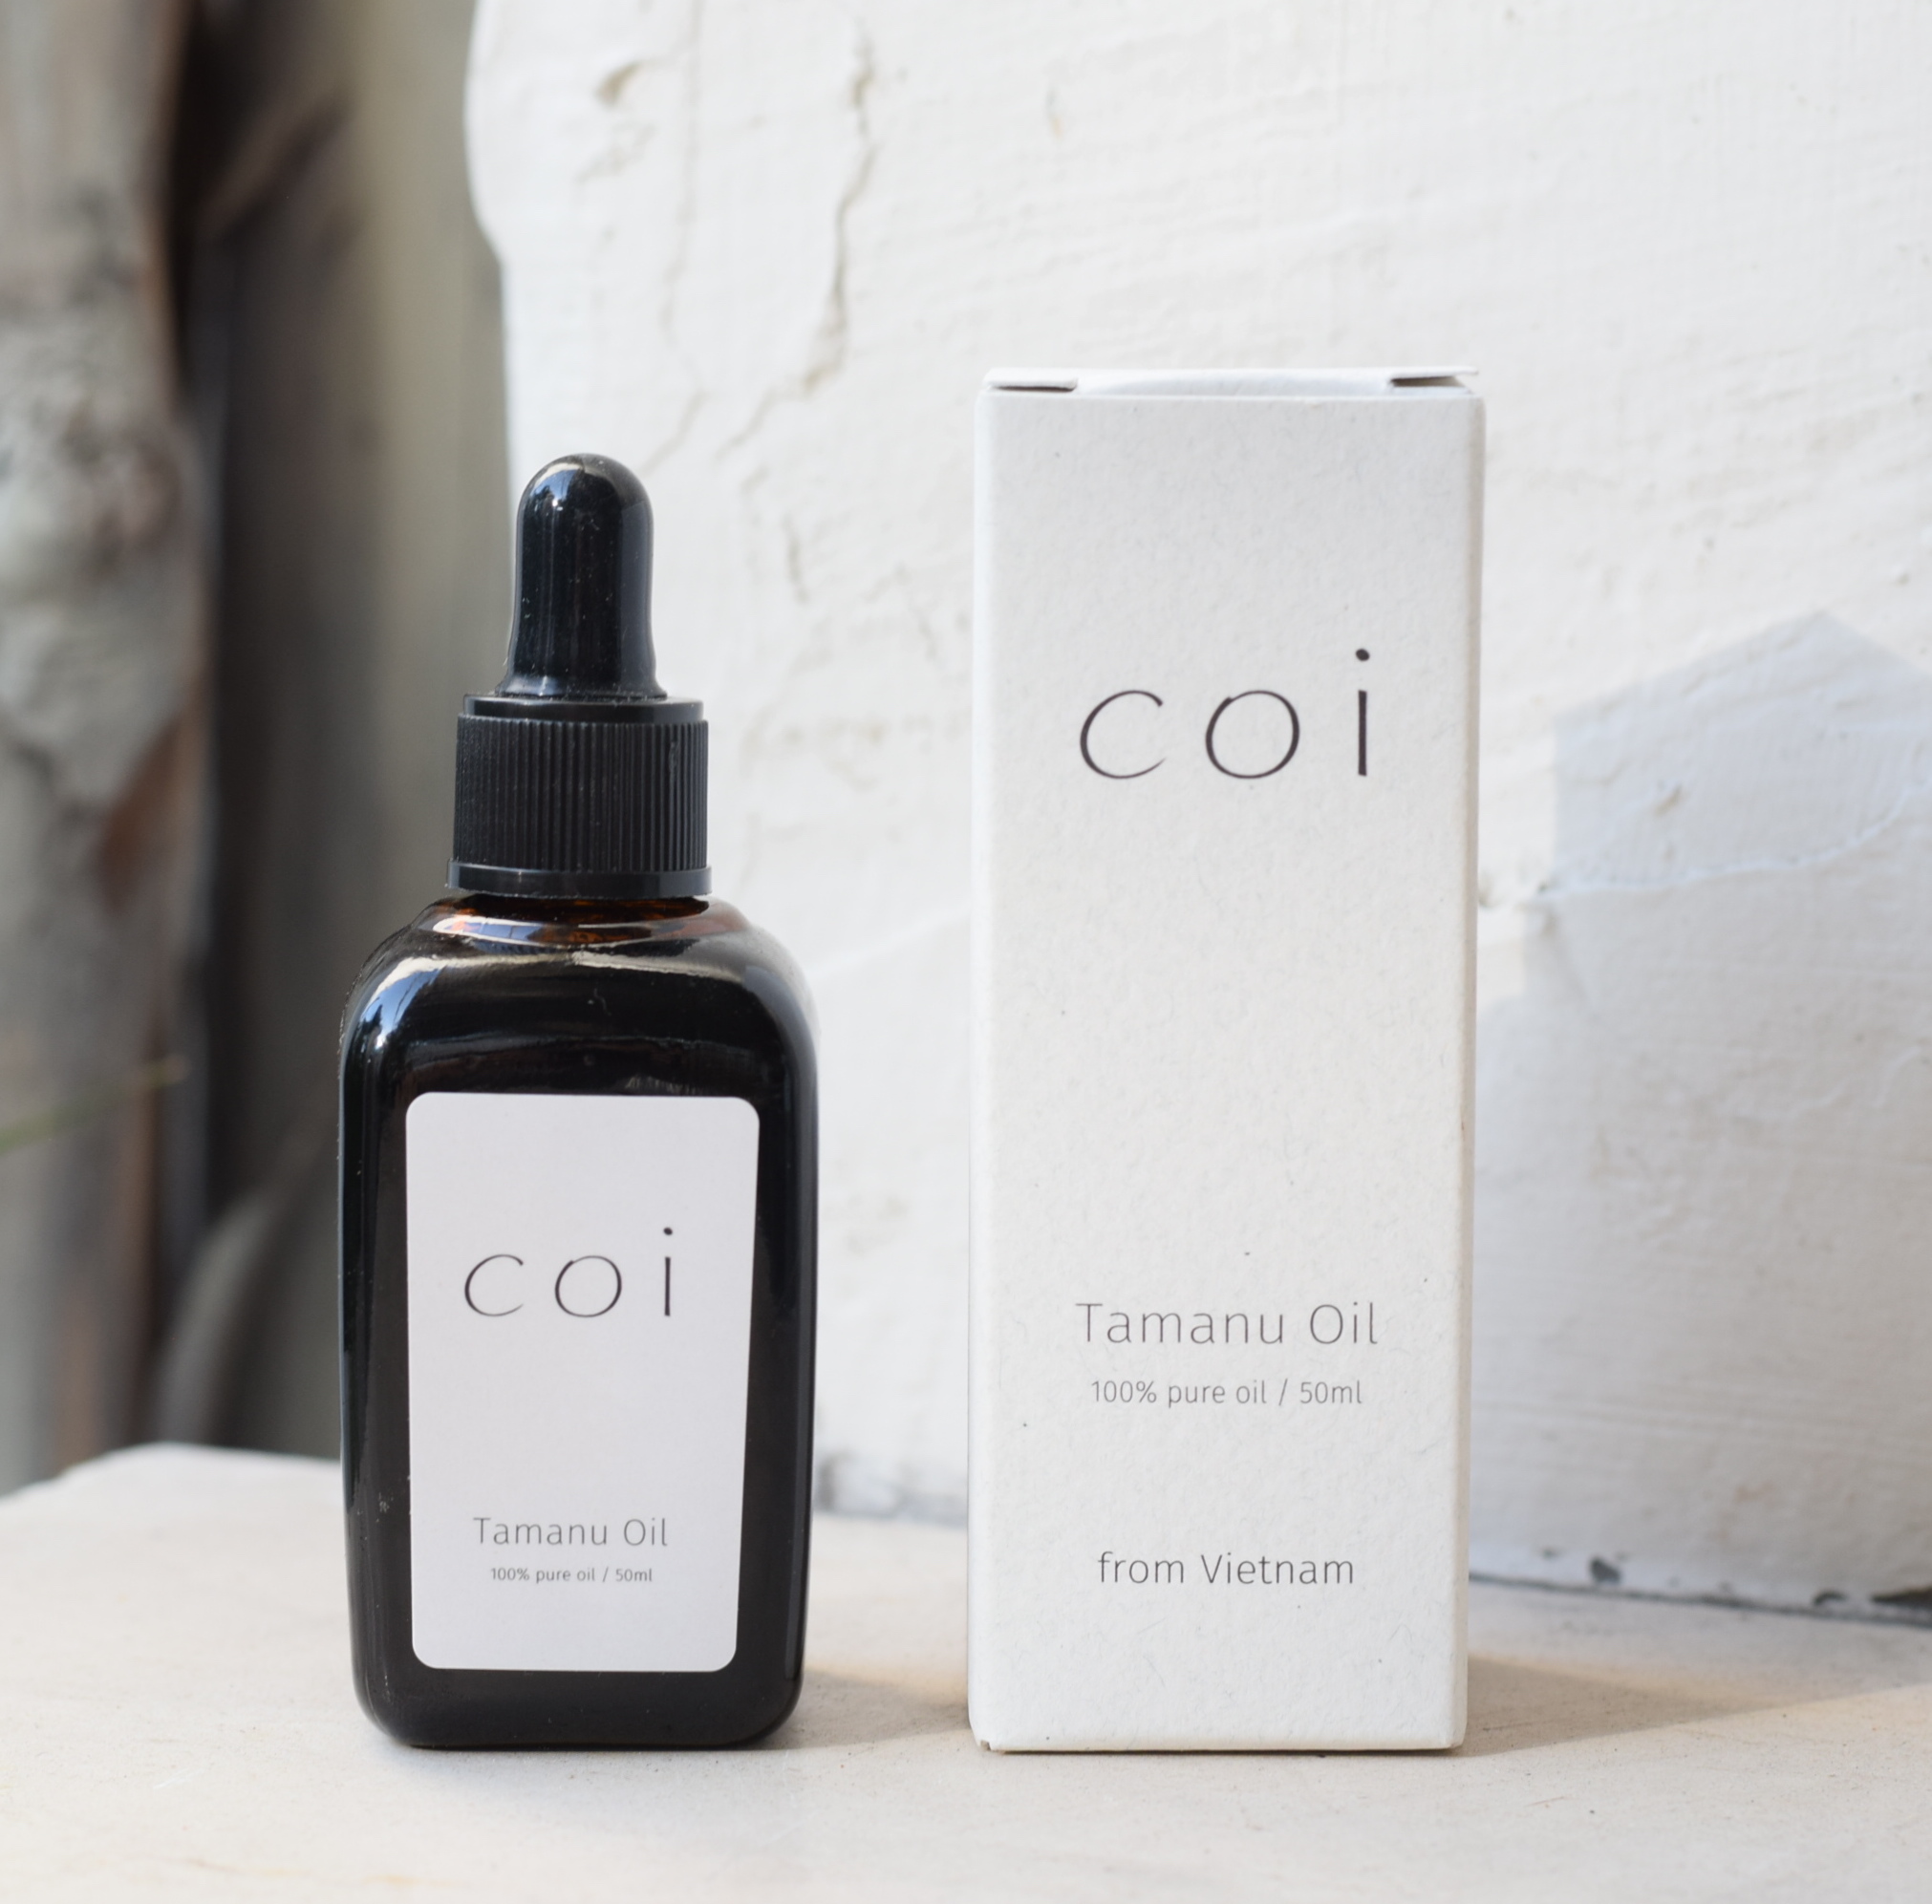 coi
Tamanu Oil
100% pure oil / 50ml
coi
Tamanu Oil
100% pure oil / 50ml
from Vietnam